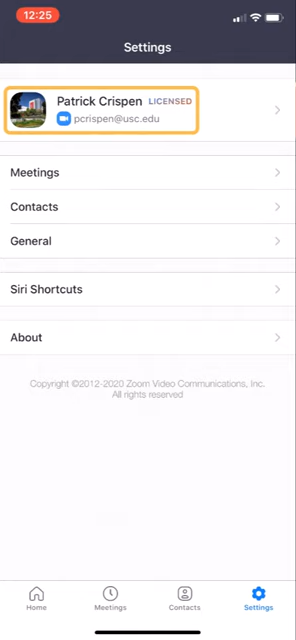 12:25
Settings
Patrick Crispen LICENSED
pcrispen@usc.edu
Meetings
Contacts
General
Siri Shortcuts
About
Copyright ©2012-2020 Zoom Video Communications, Inc.
All rights reserved
Home Meetings Contacts Settings